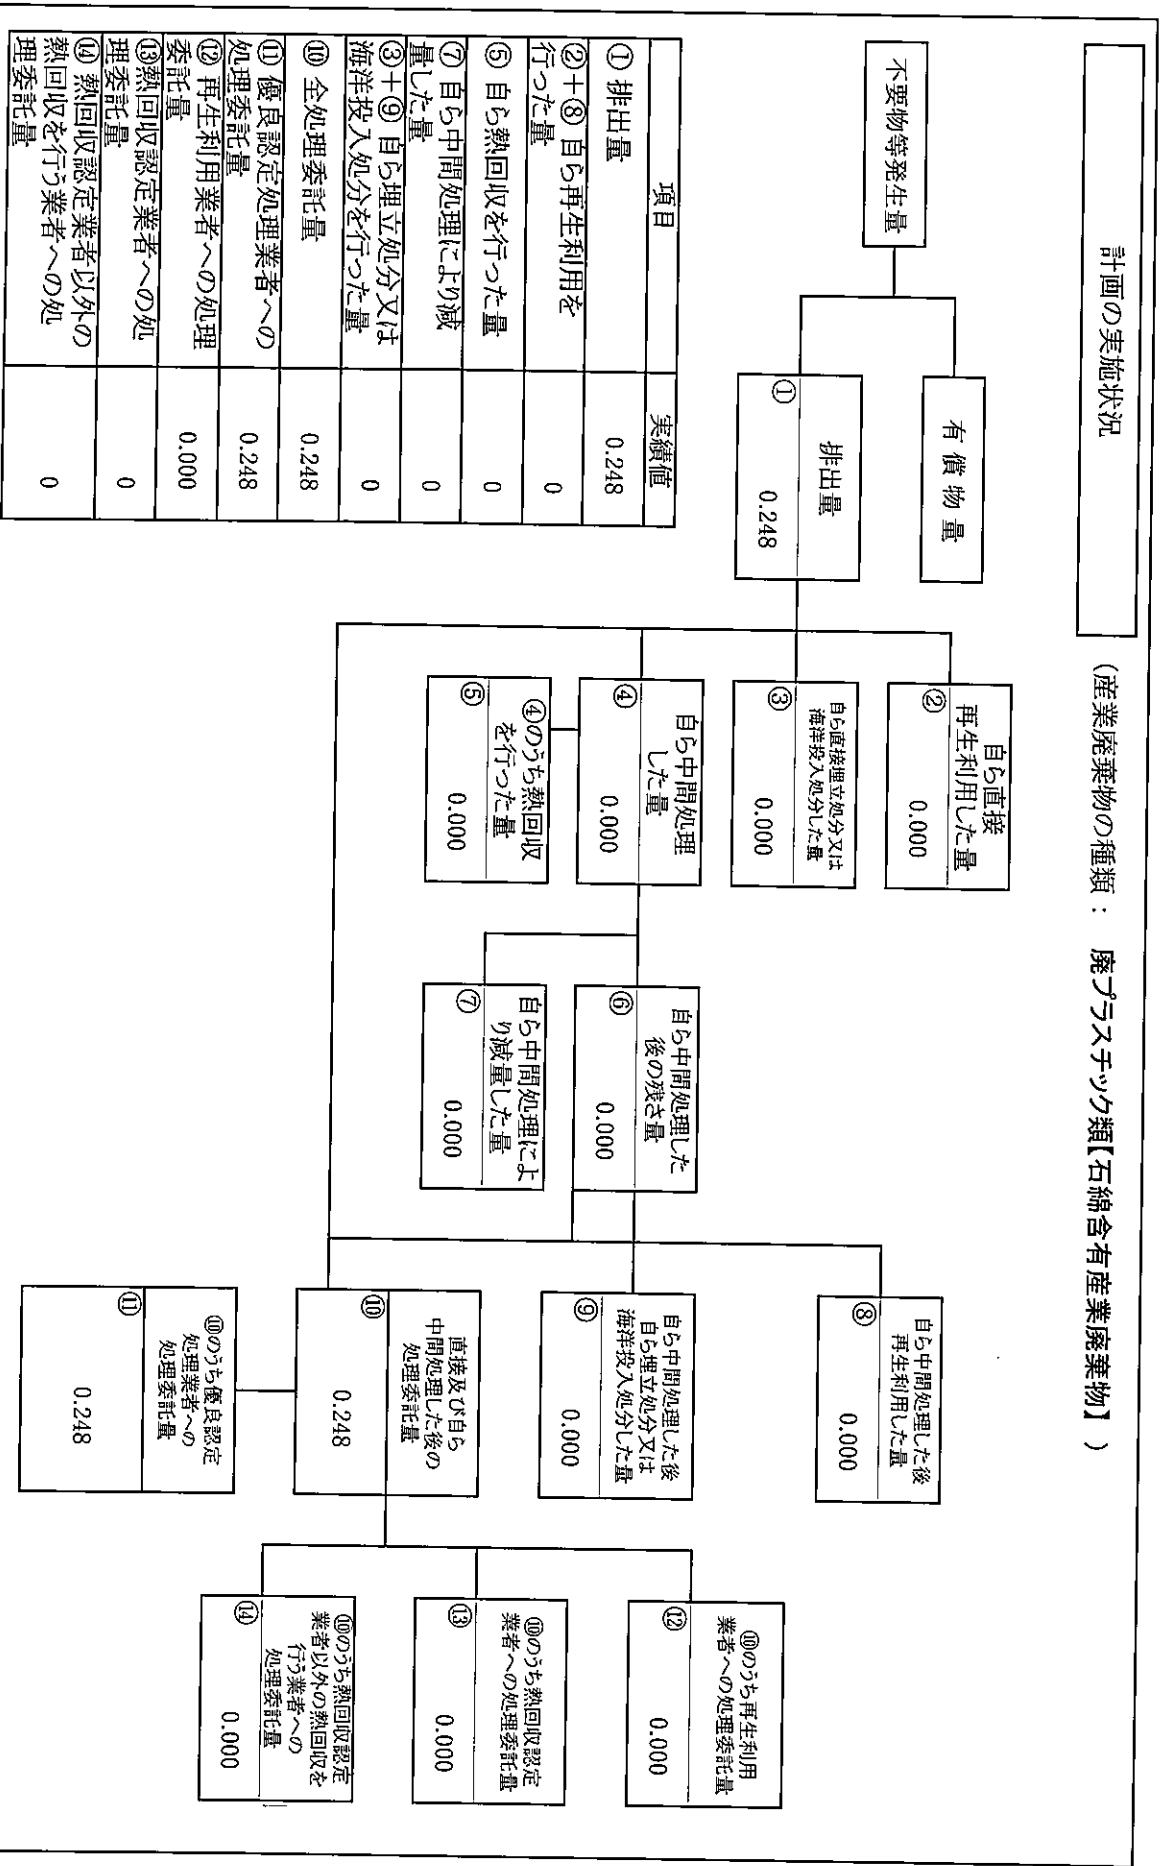 計画の実施状況
(産業廃棄物の種類： 廃プラスチック類【石綿含有産業廃棄物】 )
不要物等発生量
有償物量
排出量
① 0.248
自ら直接
再生利用した量
② 0.000
自ら直接埋立処分又は
海洋投入処分した量
③ 0.000
自ら中間処理
した量
④ 0.000
④のうち熱回収
を行った量
⑤ 0.000
自ら中間処理した
後の残さ量
⑥ 0.000
自ら中間処理によ
り減量した量
⑦ 0.000
自ら中間処理した後
再生利用した量
⑧ 0.000
自ら中間処理した後
自ら埋立処分又は
海洋投入処分した量
⑨ 0.000
直接及び自ら
中間処理した後の
処理委託量
⑩ 0.248
⑩のうち優良認定
処理業者への
処理委託量
⑪ 0.248
⑩のうち再生利用
業者への処理委託量
⑫ 0.000
⑩のうち熱回収認定
業者への処理委託量
⑬ 0.000
⑩のうち熱回収認定
業者以外の熱回収を
行う業者への
処理委託量
⑭ 0.000
項目 実績値
① 排出量 0.248
②＋⑧ 自ら再生利用を
行った量 0
⑤ 自ら熱回収を行った量 0
⑦ 自ら中間処理により減
量した量 0
③＋⑨ 自ら埋立処分又は
海洋投入処分を行った量 0
⑩ 全処理委託量 0.248
⑪ 優良認定処理業者への
処理委託量 0.248
⑫ 再生利用業者への処理
委託量 0.000
⑬熱回収認定業者への処
理委託量 0
⑭ 熱回収認定業者以外の
熱回収を行う業者への処
理委託量 0